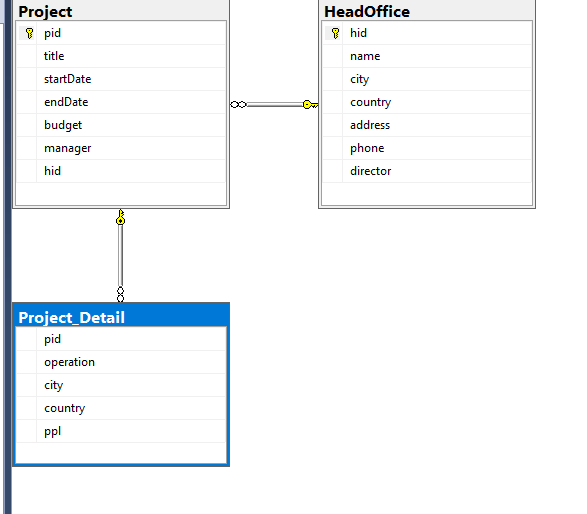 Project
pid
title
startDate
endDate
budget
manager
hid
HeadOffice
hid
name
city
country
address
phone
director
Project_Detail
pid
operation
city
country
ppl